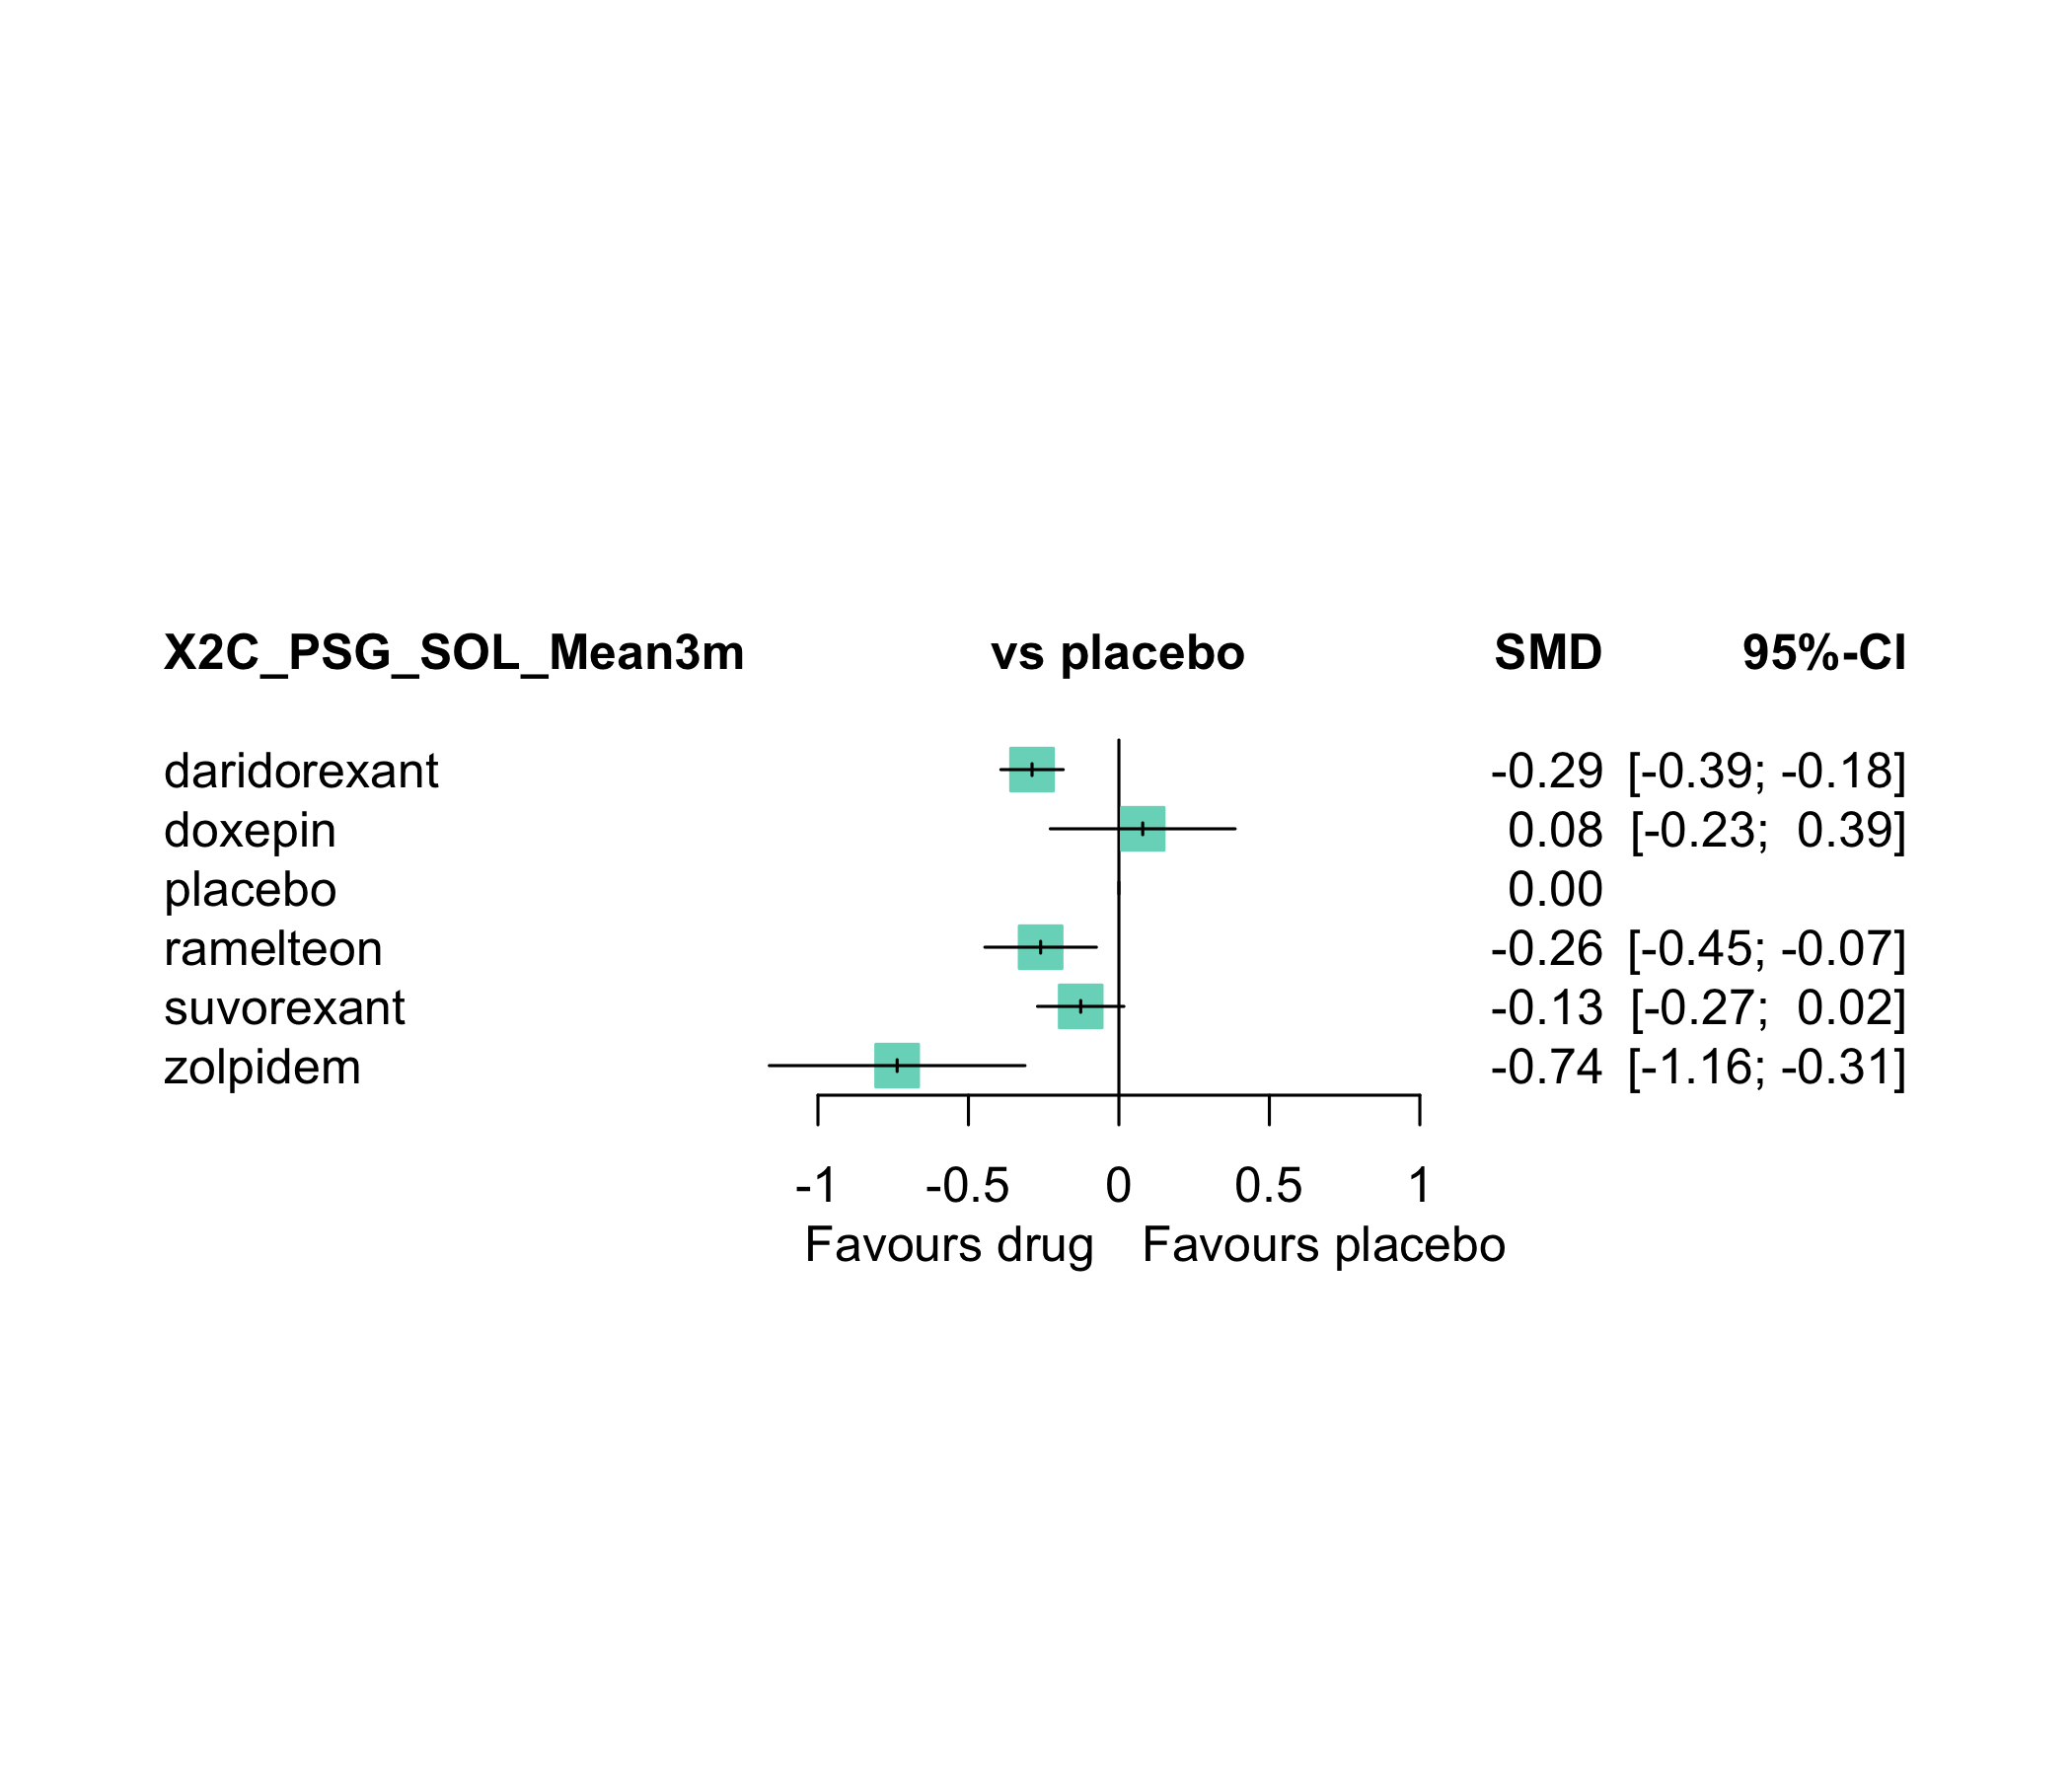 X2C_PSG_SOL_Mean3m vs placebo SMD 95%-CI
daridorexant -0.29 [-0.39; -0.18]
doxepin 0.08 [-0.23; 0.39]
placebo 0.00
ramelteon -0.26 [-0.45; -0.07]
suvorexant -0.13 [-0.27; 0.02]
zolpidem -0.74 [-1.16; -0.31]
-1 -0.5 0 0.5 1
Favours drug Favours placebo